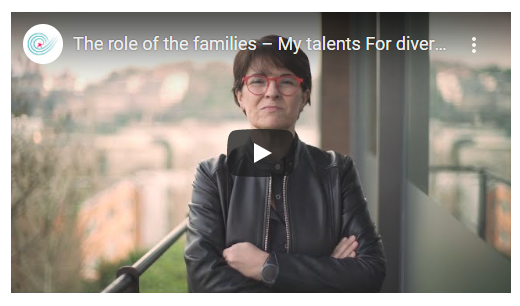 The role of the families – My talents For diver...